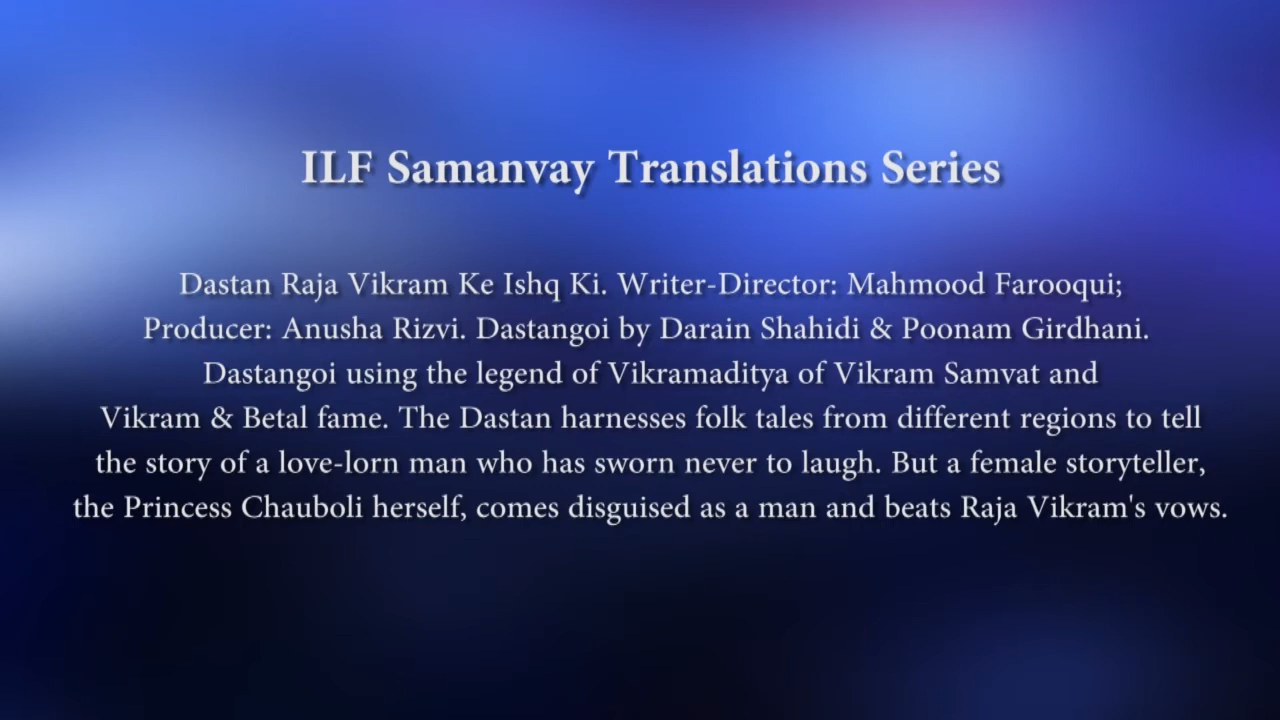 ILF Samanvay Translations Series
Dastan Raja Vikram Ke Ishq Ki. Writer-Director: Mahmood Farooqui;
Producer: Anusha Rizvi. Dastangoi by Darain Shahidi & Poonam Girdhani.
Dastangoi using the legend of Vikramaditya of Vikram Samvat and
Vikram & Betal fame. The Dastan harnesses folk tales from different regions to tell
the story of a love-lorn man who has sworn never to laugh. But a female storyteller,
the Princess Chauboli herself, comes disguised as a man and beats Raja Vikram's vows.